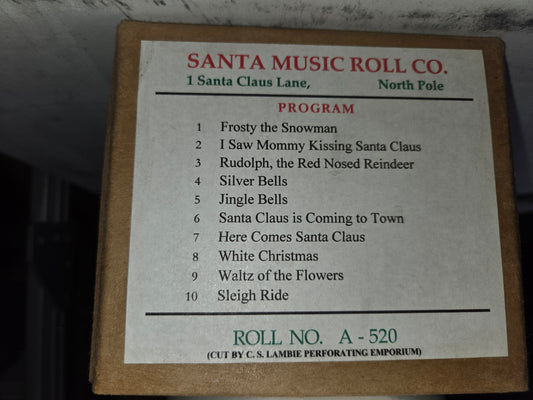 SANTA MUSIC ROLL CO.
1 Santa Claus Lane, North Pole
PROGRAM
1 Frosty the Snowman
2 I Saw Mommy Kissing Santa Claus
3 Rudolph, the Red Nosed Reindeer
4 Silver Bells
5 Jingle Bells
6 Santa Claus is Coming to Town
7 Here Comes Santa Claus
8 White Christmas
9 Waltz of the Flowers
10 Sleigh Ride
ROLL NO. A - 520
(CUT BY C. S. LAMBIE PERFORATING EMPORIUM)